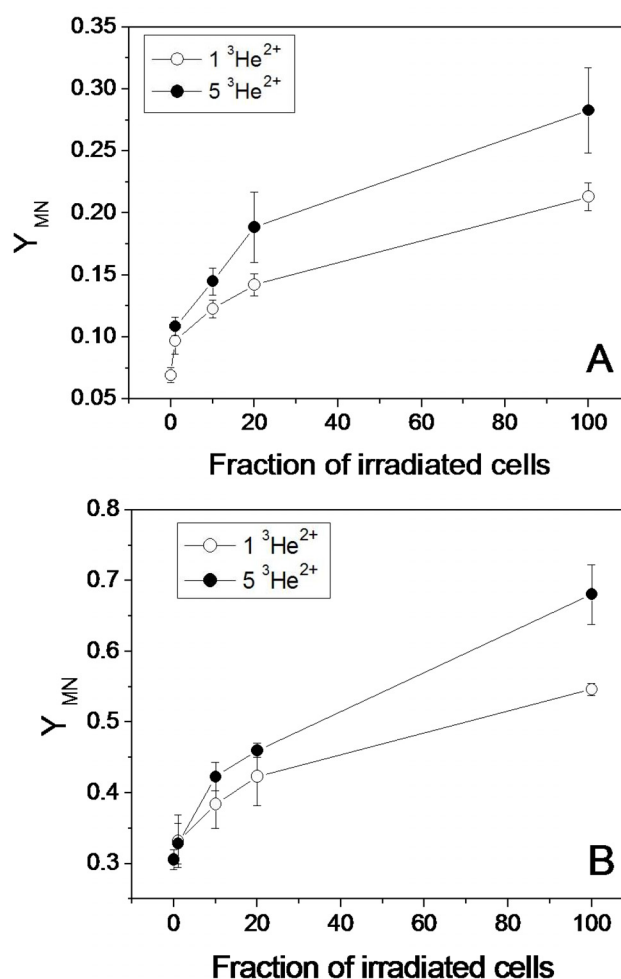 0.35
0.30
0.25
0.20
0.15
0.10
0.05
Y_MN
1 ³He²⁺
5 ³He²⁺
A
0 20 40 60 80 100
Fraction of irradiated cells
0.8
0.7
0.6
0.5
0.4
0.3
Y_MN
1 ³He²⁺
5 ³He²⁺
B
0 20 40 60 80 100
Fraction of irradiated cells